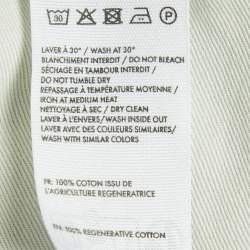 30
LAVER À 30° / WASH AT 30°
BLANCHIMENT INTERDIT / DO NOT BLEACH
SÉCHAGE EN TAMBOUR INTERDIT /
DO NOT TUMBLE DRY
REPASSAGE À TEMPÉRATURE MOYENNE /
IRON AT MEDIUM HEAT
NETTOYAGE À SEC / DRY CLEAN
LAVER À L'ENVERS / WASH INSIDE OUT
LAVER AVEC DES COULEURS SIMILAIRES/
WASH WITH SIMILAR COLORS
FR: 100% COTON ISSU DE
L'AGRICULTURE REGENERATRICE
100% REGENERATIVE COTTON